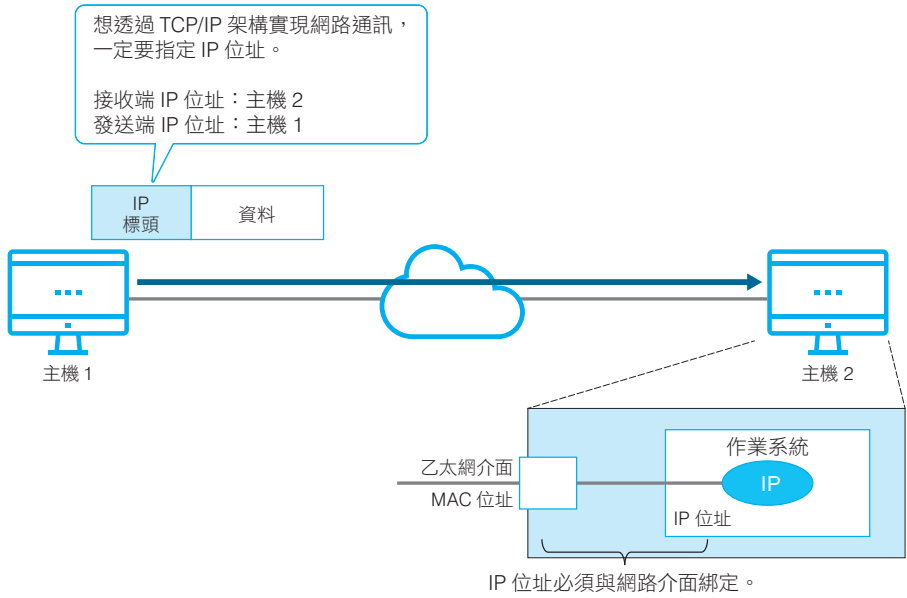 想透過 TCP/IP 架構實現網路通訊，
一定要指定 IP 位址。
接收端 IP 位址：主機 2
發送端 IP 位址：主機 1
IP
標頭
資料
主機 1
主機 2
作業系統
乙太網介面
IP
MAC 位址
IP 位址
IP 位址必須與網路介面綁定。